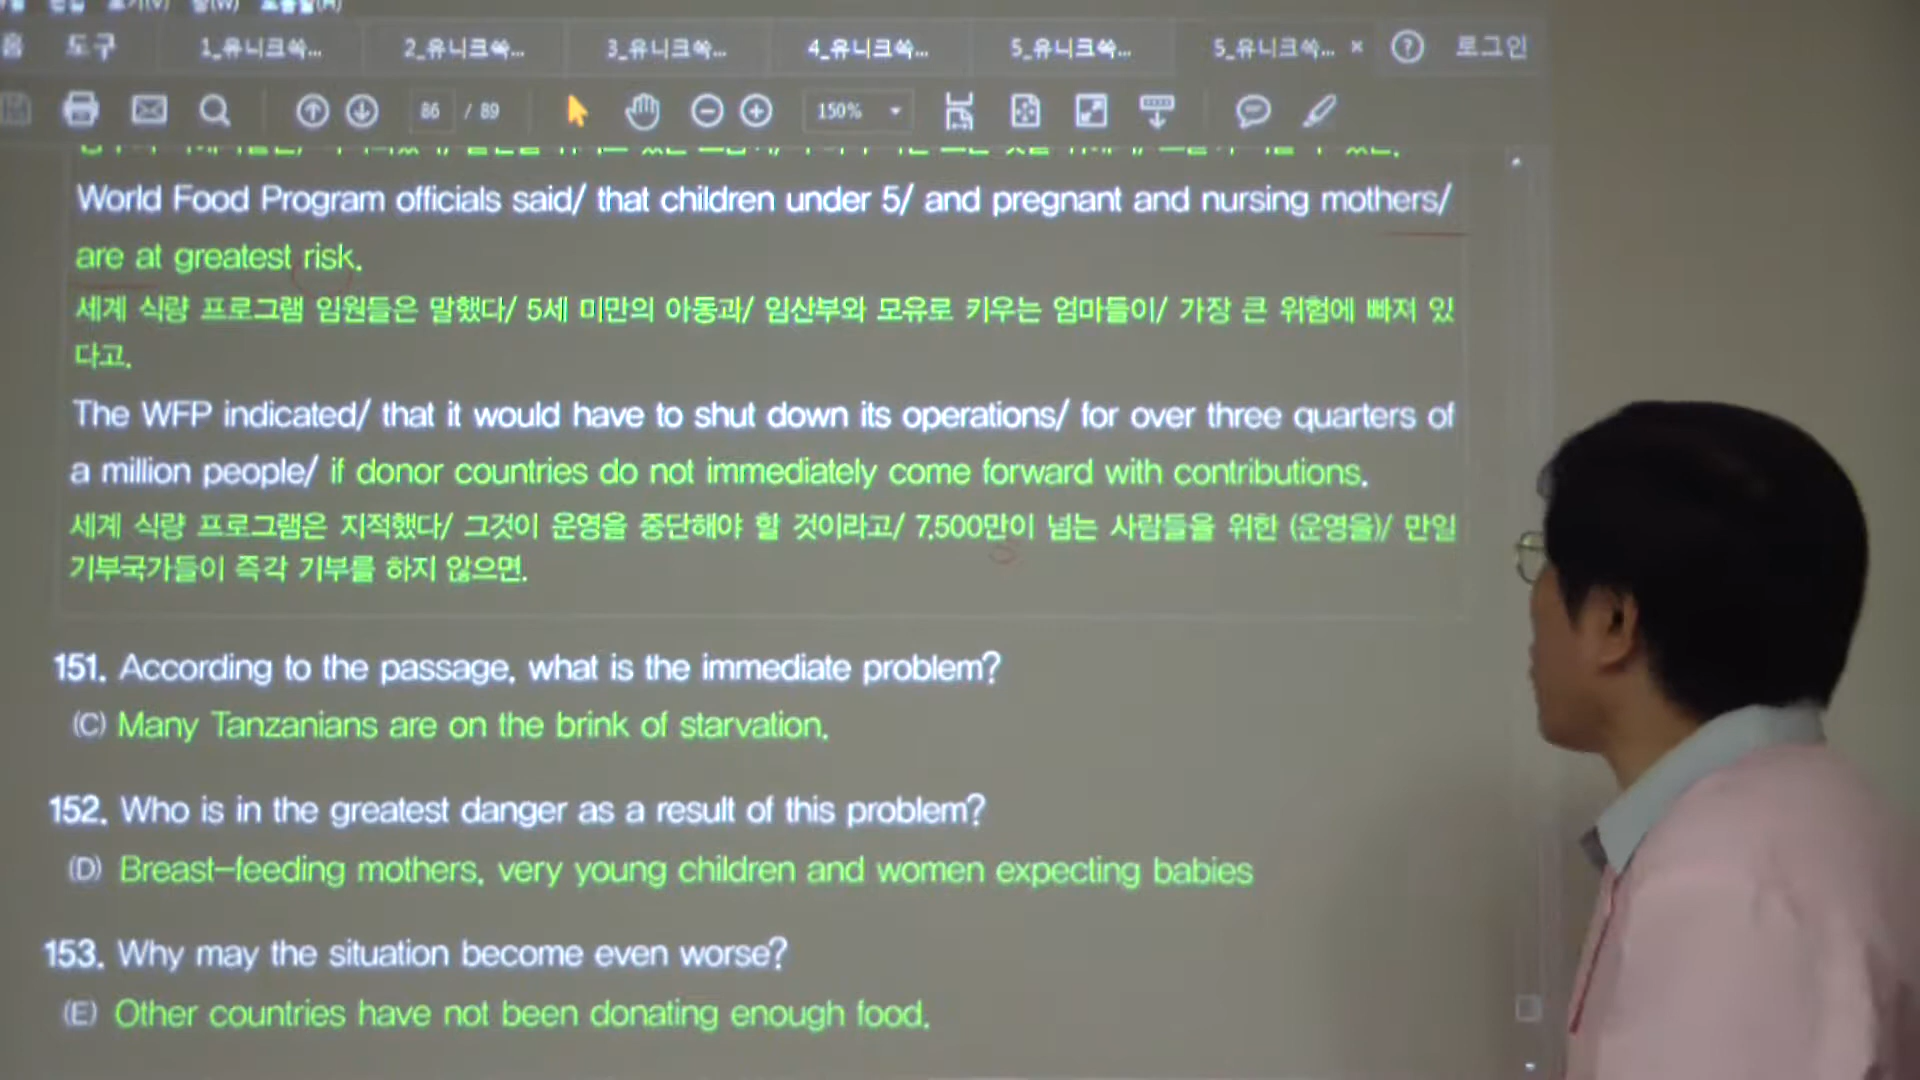 도구 1_유니크쏙... 2_유니크쏙... 3_유니크쏙... 4_유니크쏙... 5_유니크쏙... 5_유니크쏙... × ? 로그인
86 / 89 150%
World Food Program officials said/ that children under 5/ and pregnant and nursing mothers/
are at greatest risk.
세계 식량 프로그램 임원들은 말했다/ 5세 미만의 아동과/ 임산부와 모유로 키우는 엄마들이/ 가장 큰 위험에 빠져 있
다고.
The WFP indicated/ that it would have to shut down its operations/ for over three quarters of
a million people/ if donor countries do not immediately come forward with contributions.
세계 식량 프로그램은 지적했다/ 그것이 운영을 중단해야 할 것이라고/ 7,500만이 넘는 사람들을 위한 (운영을)/ 만일
기부국가들이 즉각 기부를 하지 않으면.
151. According to the passage, what is the immediate problem?
(C) Many Tanzanians are on the brink of starvation.
152. Who is in the greatest danger as a result of this problem?
(D) Breast-feeding mothers, very young children and women expecting babies
153. Why may the situation become even worse?
(E) Other countries have not been donating enough food.